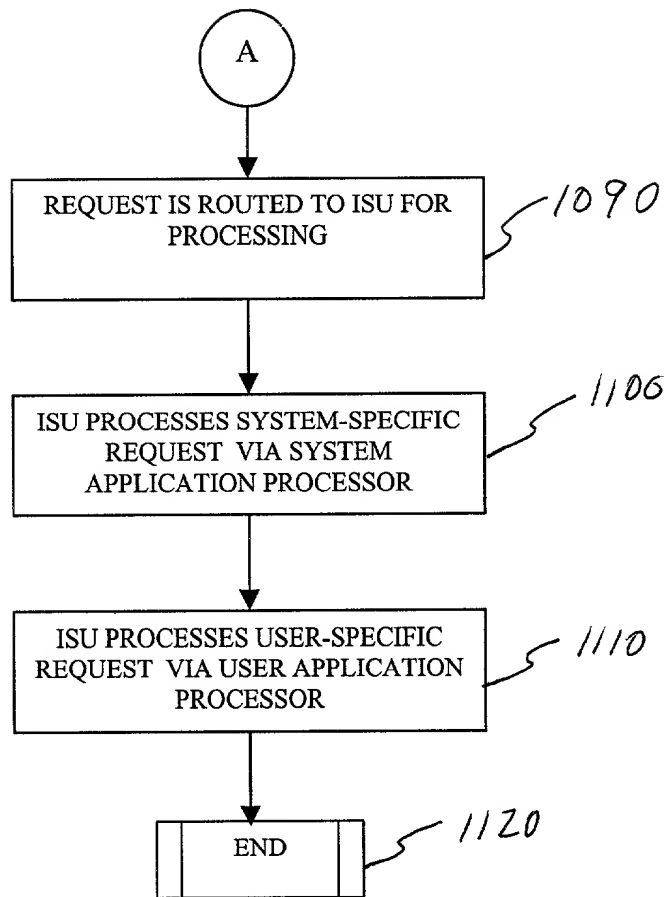 A
REQUEST IS ROUTED TO ISU FOR
PROCESSING
1090
ISU PROCESSES SYSTEM-SPECIFIC
REQUEST VIA SYSTEM
APPLICATION PROCESSOR
1100
ISU PROCESSES USER-SPECIFIC
REQUEST VIA USER APPLICATION
PROCESSOR
1110
END
1120